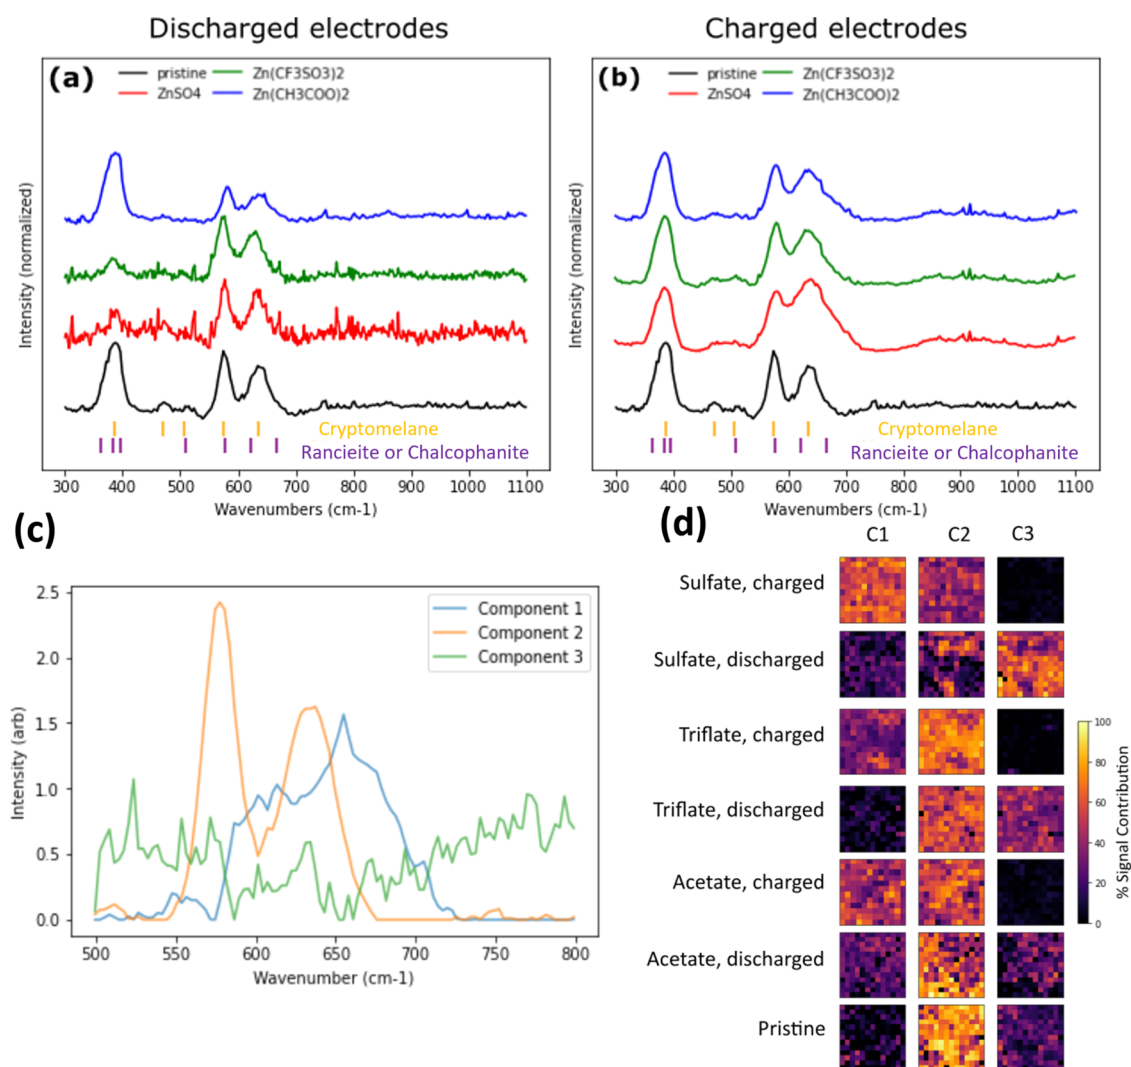 Discharged electrodes
Charged electrodes
(a)
pristine
Zn(CF3SO3)2
ZnSO4
Zn(CH3COO)2
Intensity (normalized)
Cryptomelane
Rancieite or Chalcophanite
300 400 500 600 700 800 900 1000 1100
Wavenumbers (cm-1)
(b)
pristine
Zn(CF3SO3)2
ZnSO4
Zn(CH3COO)2
Intensity (normalized)
Cryptomelane
Rancieite or Chalcophanite
300 400 500 600 700 800 900 1000 1100
Wavenumbers (cm-1)
(c)
Component 1
Component 2
Component 3
Intensity (arb)
2.5
2.0
1.5
1.0
0.5
0.0
500 550 600 650 700 750 800
Wavenumber (cm-1)
(d)
C1 C2 C3
Sulfate, charged
Sulfate, discharged
Triflate, charged
Triflate, discharged
Acetate, charged
Acetate, discharged
Pristine
100
80
60
40
20
0
% Signal Contribution